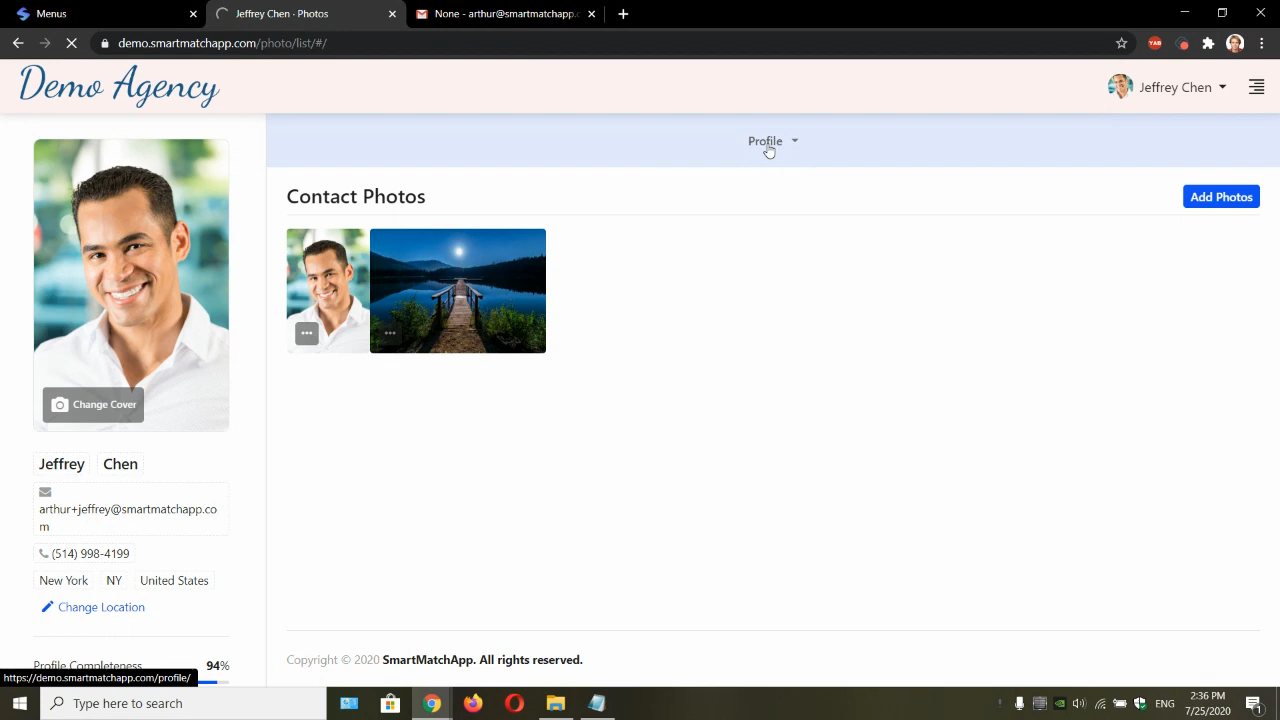 Menus
Jeffrey Chen - Photos
None - arthur@smartmatchapp.c
demo.smartmatchapp.com/photo/list/#/
YAB
Demo Agency
Jeffrey Chen
Profile
Contact Photos
Add Photos
Change Cover
Jeffrey Chen
arthur+jeffrey@smartmatchapp.co
m
(514) 998-4199
New York NY United States
Change Location
Profile Completeness 94%
Copyright © 2020 SmartMatchApp. All rights reserved.
https://demo.smartmatchapp.com/profile/
Type here to search
ENG
2:36 PM
7/25/2020
1